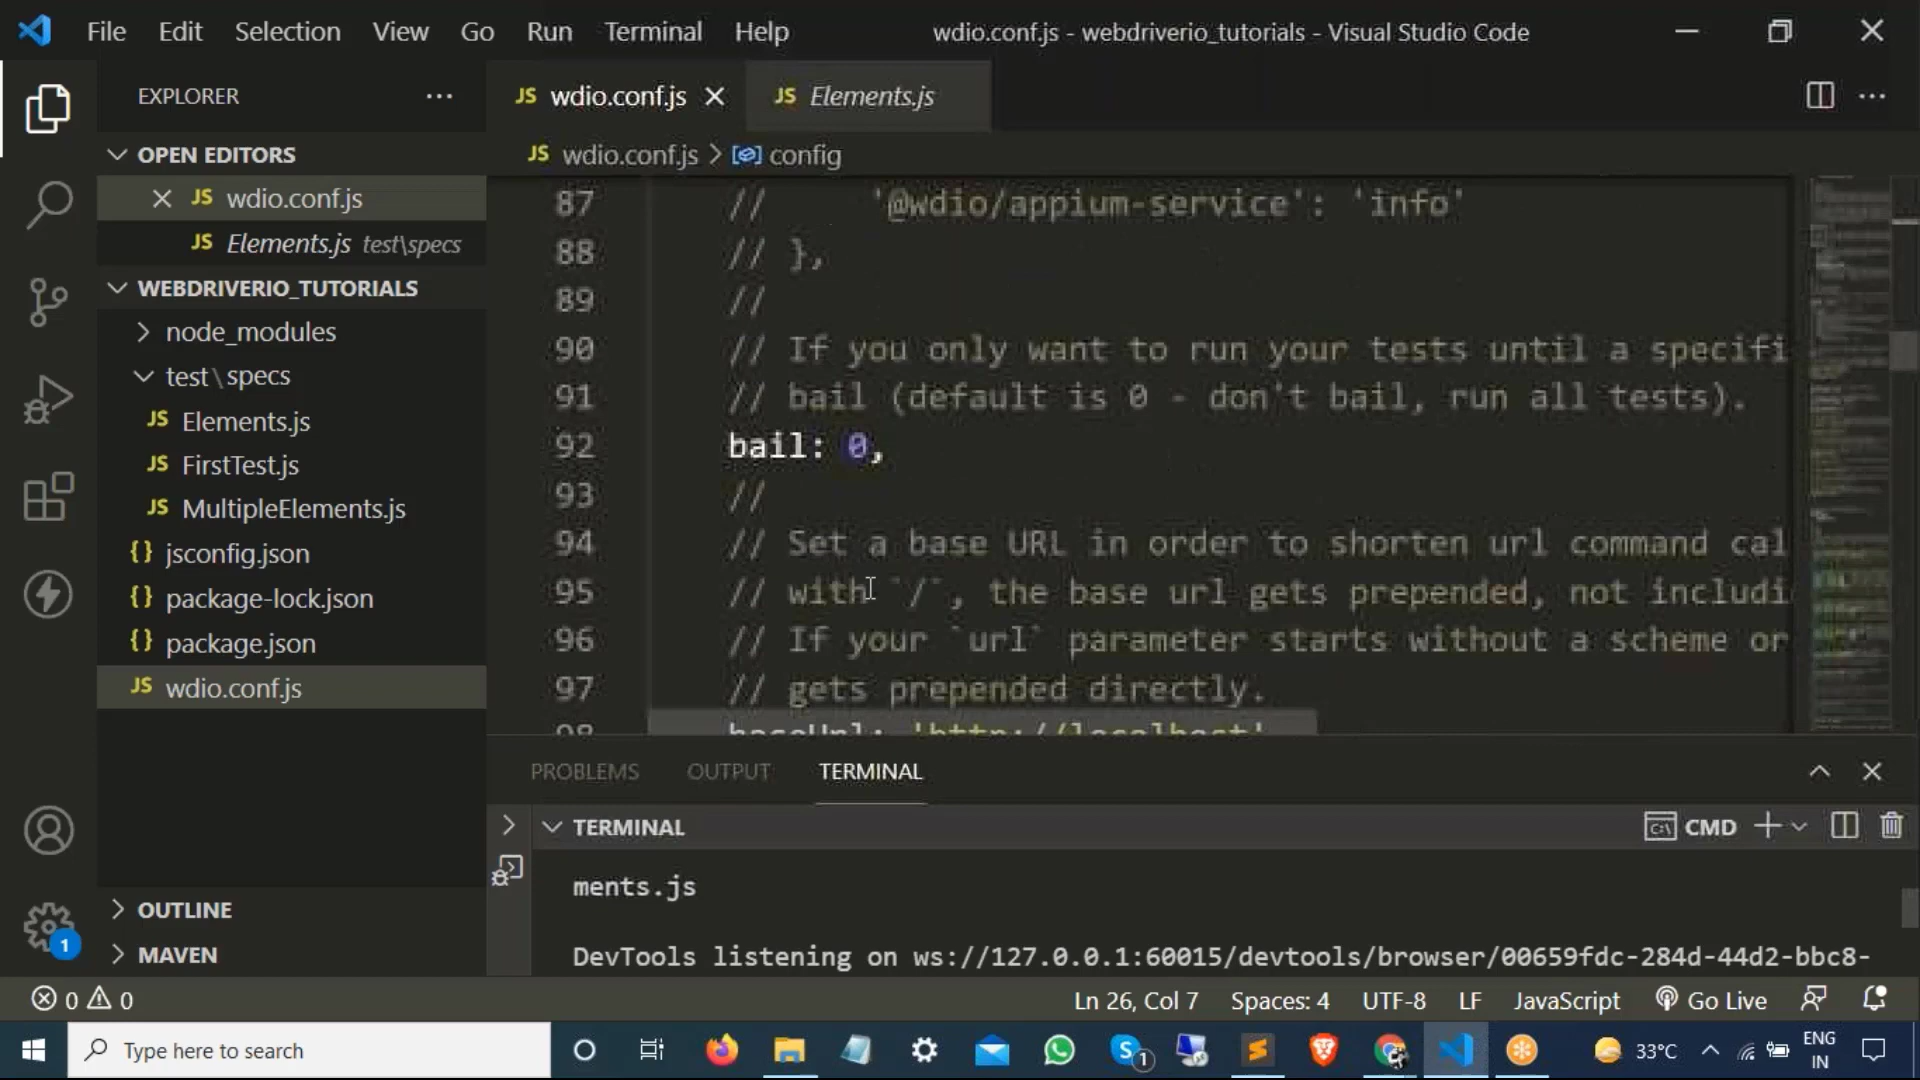 File Edit Selection View Go Run Terminal Help wdio.conf.js - webdriverio_tutorials - Visual Studio Code
EXPLORER
JS wdio.conf.js
JS Elements.js
OPEN EDITORS
JS wdio.conf.js > config
JS wdio.conf.js
JS Elements.js test\specs
WEBDRIVERIO_TUTORIALS
node_modules
test\specs
JS Elements.js
JS FirstTest.js
JS MultipleElements.js
{} jsconfig.json
{} package-lock.json
{} package.json
JS wdio.conf.js
OUTLINE
MAVEN
87 // '@wdio/appium-service': 'info'
88 // },
89 //
90 // If you only want to run your tests until a specifi
91 // bail (default is 0 - don't bail, run all tests).
92 bail: 0,
93 //
94 // Set a base URL in order to shorten url command cal
95 // with `/`, the base url gets prepended, not includi
96 // If your `url` parameter starts without a scheme or
97 // gets prepended directly.
98 baseUrl: 'http://localhost'
PROBLEMS OUTPUT TERMINAL
TERMINAL
CMD
ments.js
DevTools listening on ws://127.0.0.1:60015/devtools/browser/00659fdc-284d-44d2-bbc8-
1
0 0
Ln 26, Col 7 Spaces: 4 UTF-8 LF JavaScript Go Live
Type here to search
1
33°C
ENG
IN